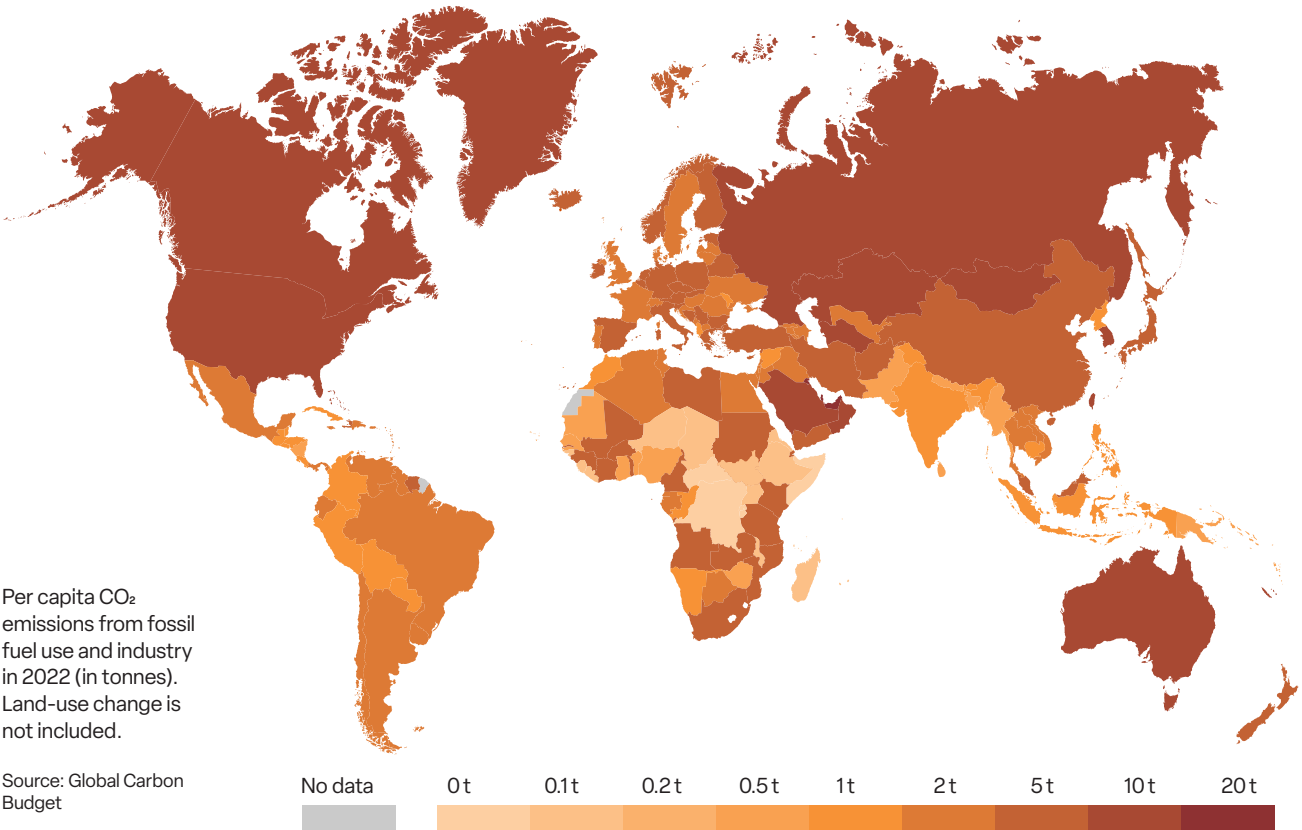 Per capita CO₂
emissions from fossil
fuel use and industry
in 2022 (in tonnes).
Land-use change is
not included.
Source: Global Carbon
Budget
No data 0 t 0.1 t 0.2 t 0.5 t 1 t 2 t 5 t 10 t 20 t